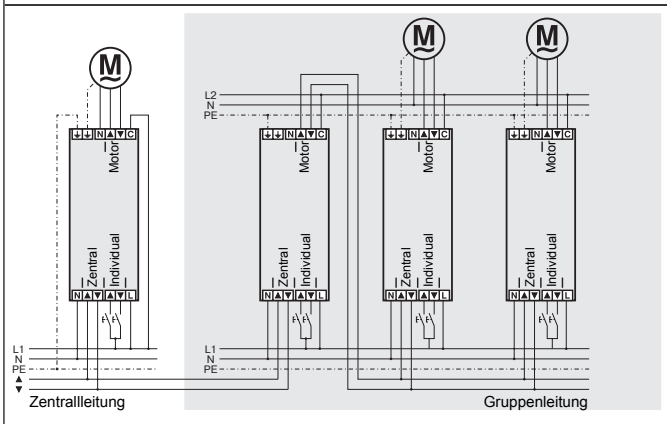 M M M
L2
N
PE
N ▲ ▼ C
N ▲ ▼ C
N ▲ ▼ C
N ▲ ▼ C
Motor
Motor
Motor
Motor
Zentral
Individual
Zentral
Individual
Zentral
Individual
Zentral
Individual
N ▲ ▼ ▲ ▼ L
N ▲ ▼ ▲ ▼ L
N ▲ ▼ ▲ ▼ L
N ▲ ▼ ▲ ▼ L
L1
N
PE
▲
▼
L1
N
PE
Zentralleitung
Gruppenleitung